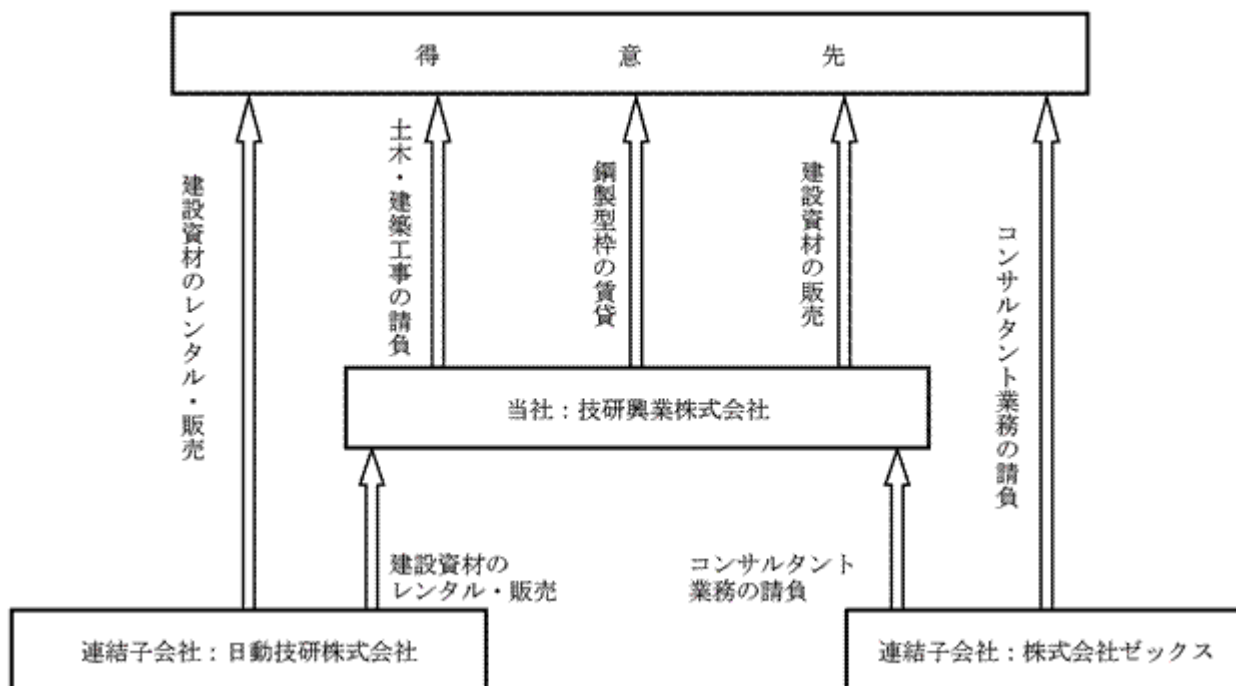 得意先
建設資材のレンタル・販売
土木・建築工事の請負
鋼製型枠の賃貸
建設資材の販売
コンサルタント業務の請負
当社：技研興業株式会社
建設資材の
レンタル・販売
コンサルタント
業務の請負
連結子会社：日動技研株式会社
連結子会社：株式会社ゼックス